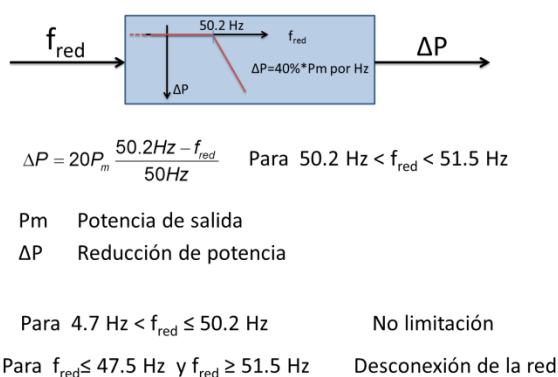 50.2 Hz
f_red
f_red
ΔP
ΔP=40%*Pm por Hz
ΔP
ΔP = 20P_m (50.2Hz – f_red)/50Hz Para 50.2 Hz < f_red < 51.5 Hz
Pm Potencia de salida
ΔP Reducción de potencia
Para 4.7 Hz < f_red ≤ 50.2 Hz No limitación
Para f_red≤ 47.5 Hz y f_red ≥ 51.5 Hz Desconexión de la red